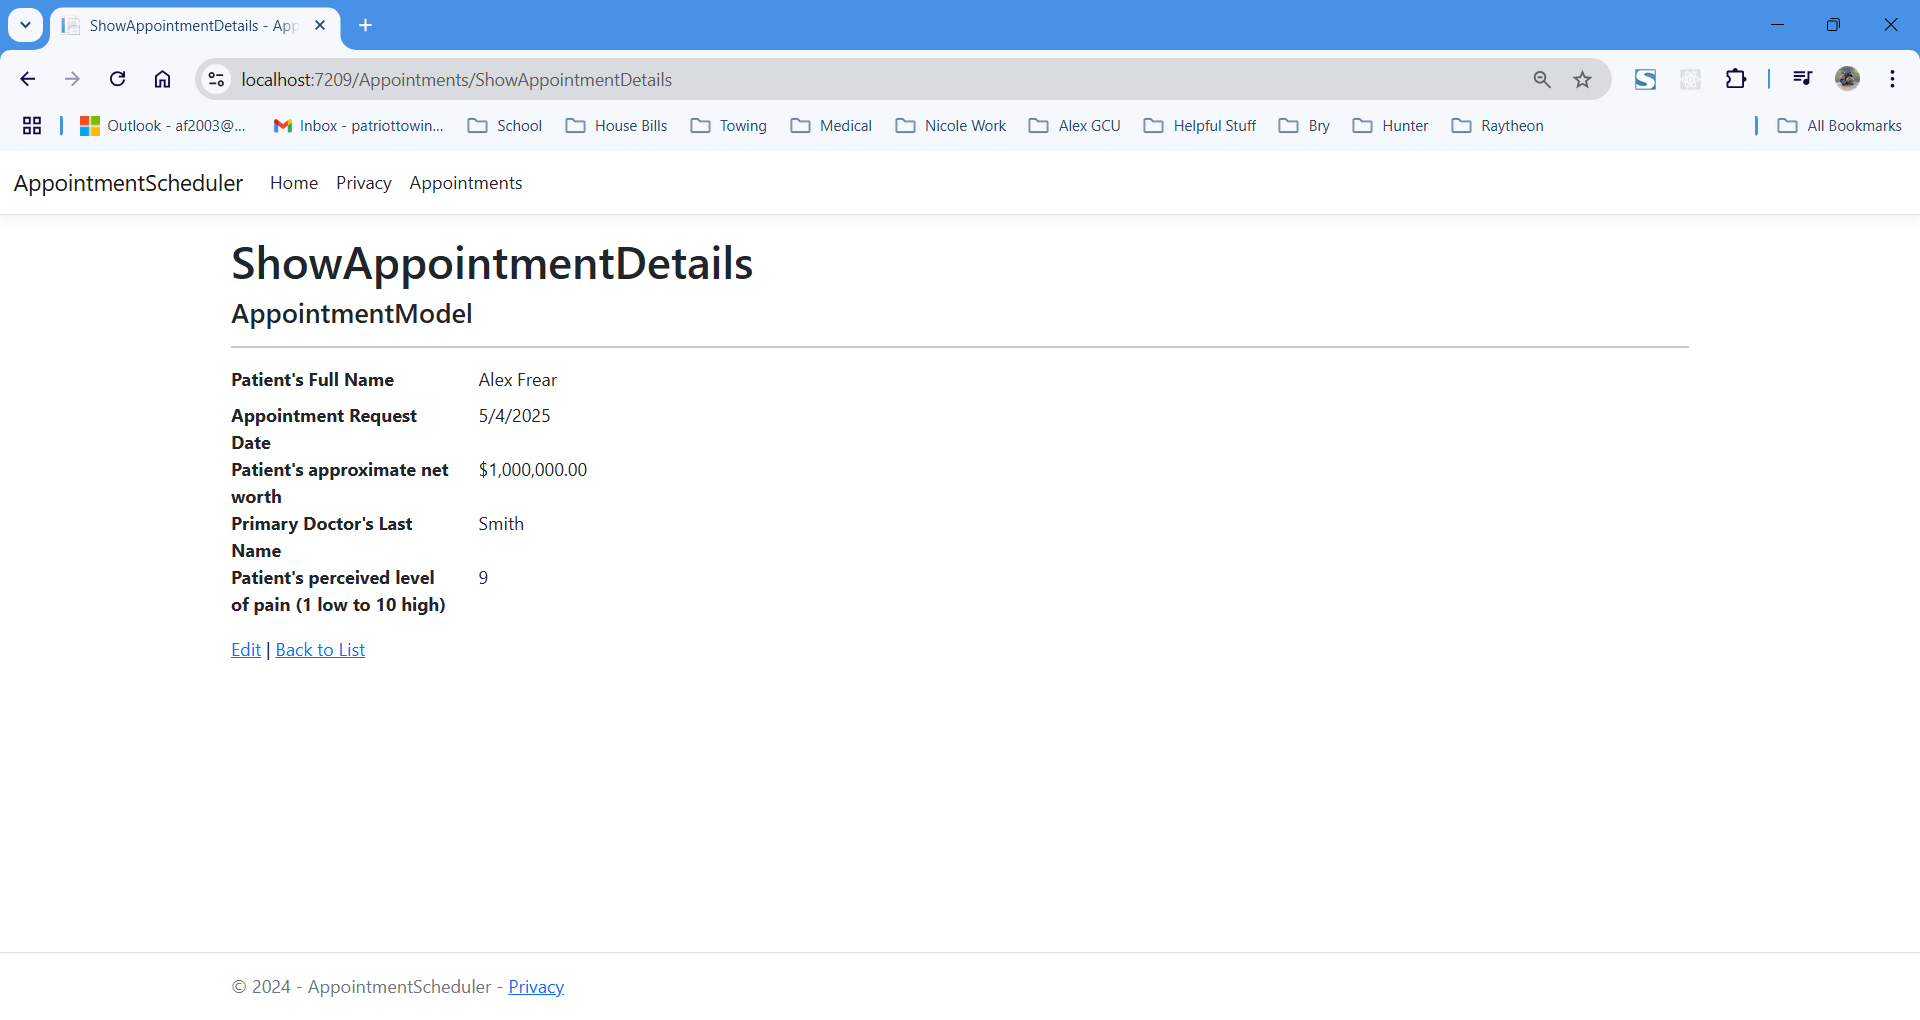 ShowAppointmentDetails - App
localhost:7209/Appointments/ShowAppointmentDetails
Outlook - af2003@... Inbox - patriottowin... School House Bills Towing Medical Nicole Work Alex GCU Helpful Stuff Bry Hunter Raytheon All Bookmarks
AppointmentScheduler Home Privacy Appointments
ShowAppointmentDetails
AppointmentModel
Patient's Full Name Alex Frear
Appointment Request 5/4/2025
Date
Patient's approximate net $1,000,000.00
worth
Primary Doctor's Last Smith
Name
Patient's perceived level 9
of pain (1 low to 10 high)
Edit | Back to List
© 2024 - AppointmentScheduler - Privacy